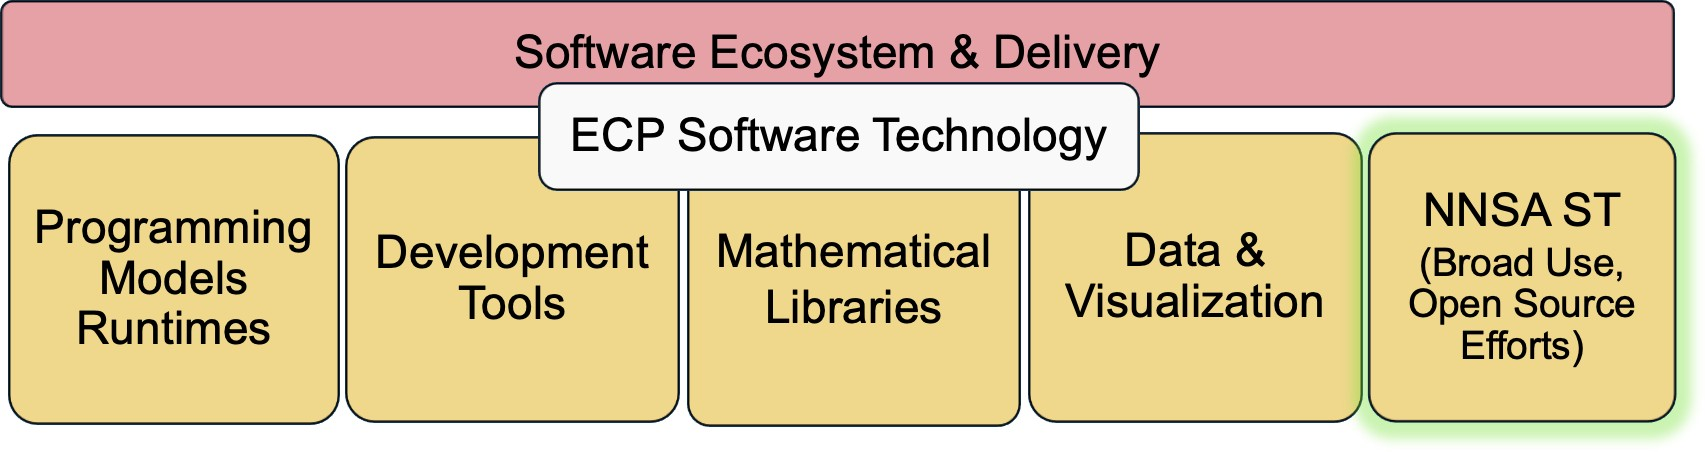 Software Ecosystem & Delivery
ECP Software Technology
Programming
Models
Runtimes
Development
Tools
Mathematical
Libraries
Data &
Visualization
NNSA ST
(Broad Use,
Open Source
Efforts)